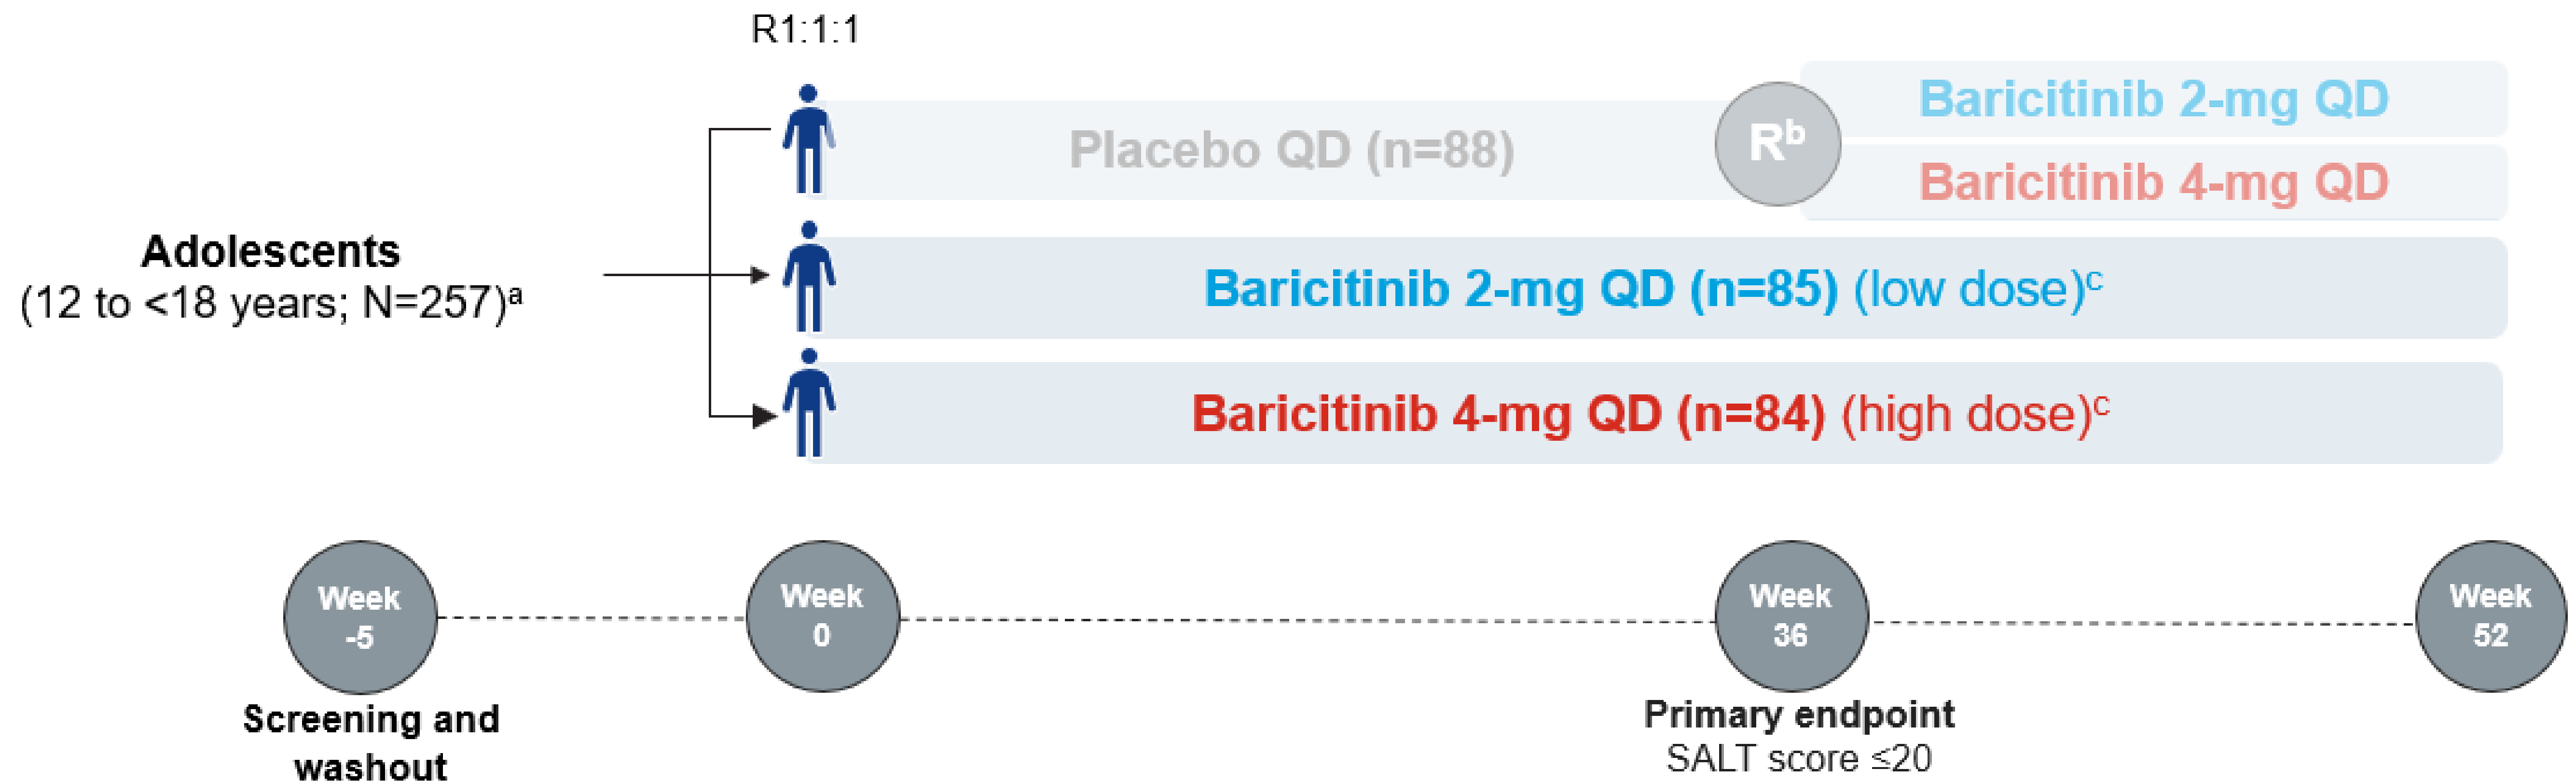 R1:1:1
Placebo QD (n=88)
Rᵇ
Baricitinib 2-mg QD
Baricitinib 4-mg QD
Adolescents
(12 to <18 years; N=257)ᵃ
Baricitinib 2-mg QD (n=85) (low dose)ᶜ
Baricitinib 4-mg QD (n=84) (high dose)ᶜ
Week
-5
Week
0
Week
36
Week
52
Screening and
washout
Primary endpoint
SALT score ≤20